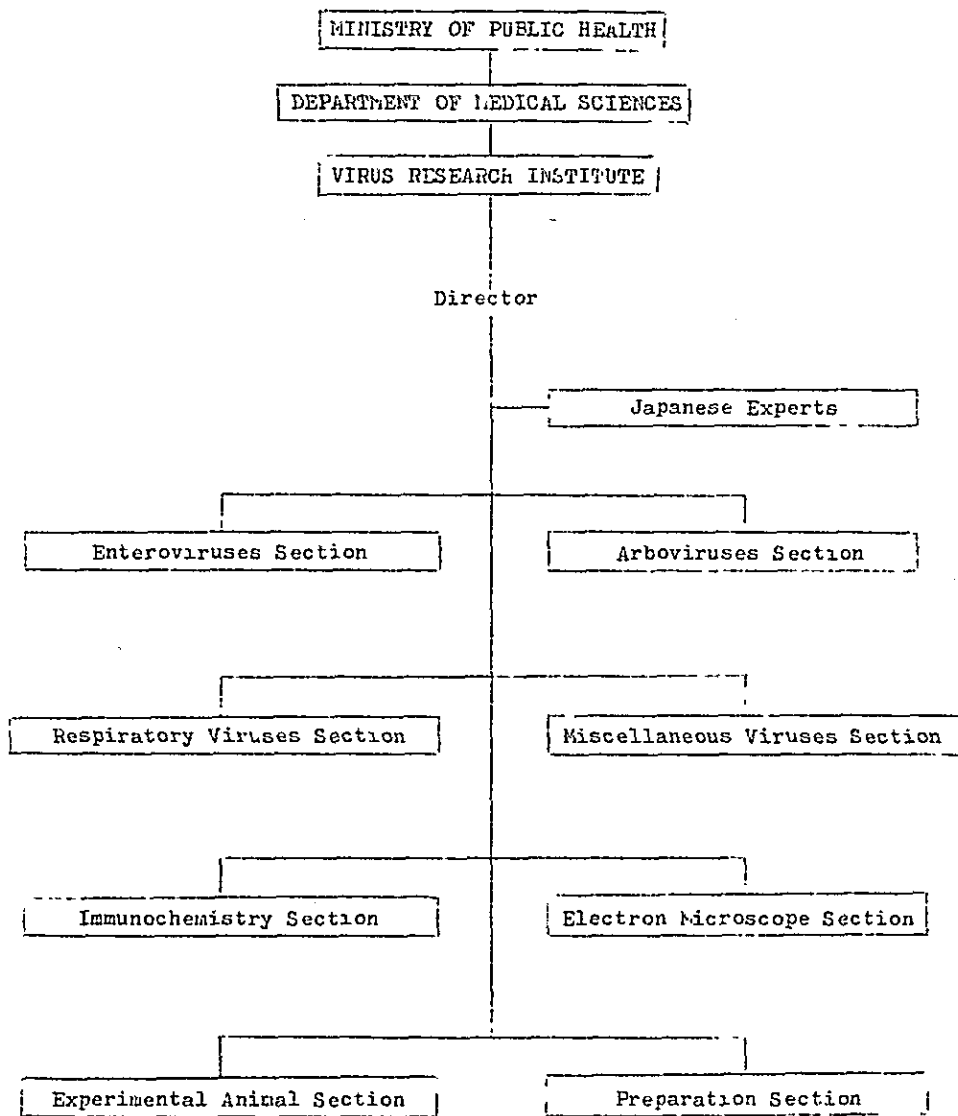 MINISTRY OF PUBLIC HEALTH
DEPARTMENT OF MEDICAL SCIENCES
VIRUS RESEARCH INSTITUTE
Director
Japanese Experts
Enteroviruses Section
Arboviruses Section
Respiratory Viruses Section
Miscellaneous Viruses Section
Immunochemistry Section
Electron Microscope Section
Experimental Animal Section
Preparation Section